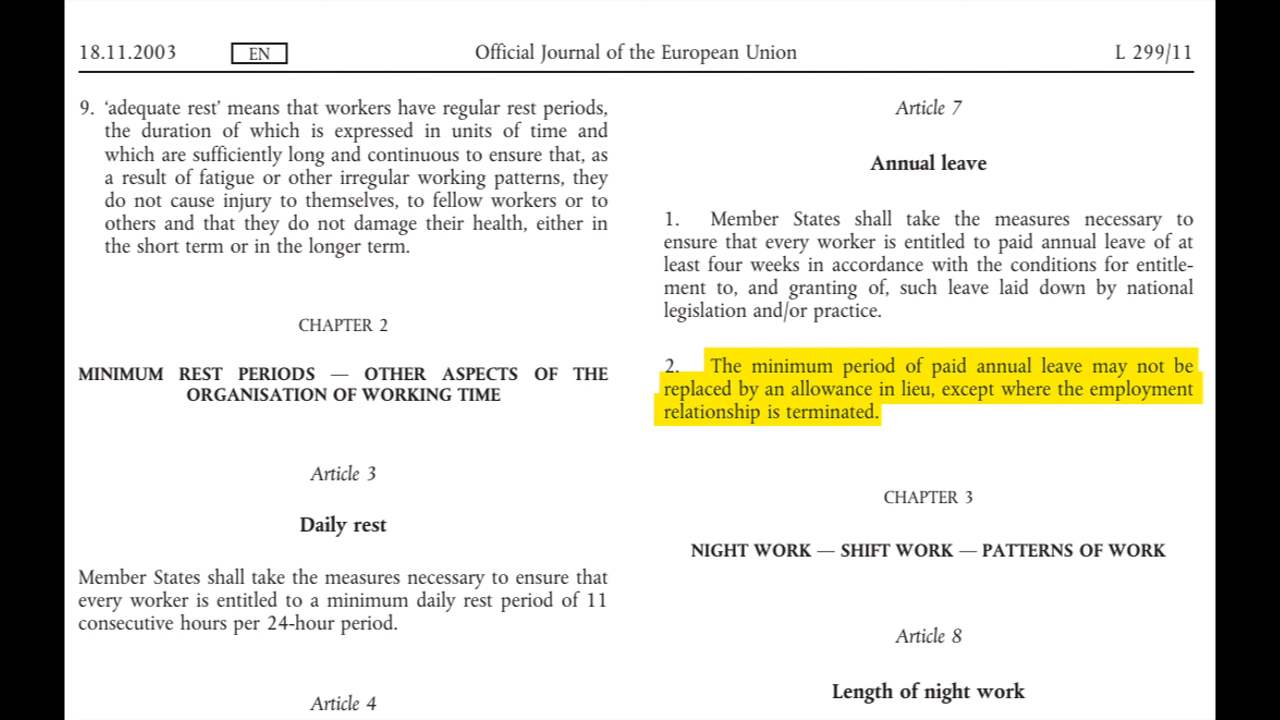 18.11.2003 EN Official Journal of the European Union L 299/11
9. ‘adequate rest’ means that workers have regular rest periods,
the duration of which is expressed in units of time and
which are sufficiently long and continuous to ensure that, as
a result of fatigue or other irregular working patterns, they
do not cause injury to themselves, to fellow workers or to
others and that they do not damage their health, either in
the short term or in the longer term.
CHAPTER 2
MINIMUM REST PERIODS — OTHER ASPECTS OF THE
ORGANISATION OF WORKING TIME
Article 3
Daily rest
Member States shall take the measures necessary to ensure that
every worker is entitled to a minimum daily rest period of 11
consecutive hours per 24-hour period.
Article 4
Article 7
Annual leave
1. Member States shall take the measures necessary to
ensure that every worker is entitled to paid annual leave of at
least four weeks in accordance with the conditions for entitle-
ment to, and granting of, such leave laid down by national
legislation and/or practice.
2. The minimum period of paid annual leave may not be
replaced by an allowance in lieu, except where the employment
relationship is terminated.
CHAPTER 3
NIGHT WORK — SHIFT WORK — PATTERNS OF WORK
Article 8
Length of night work